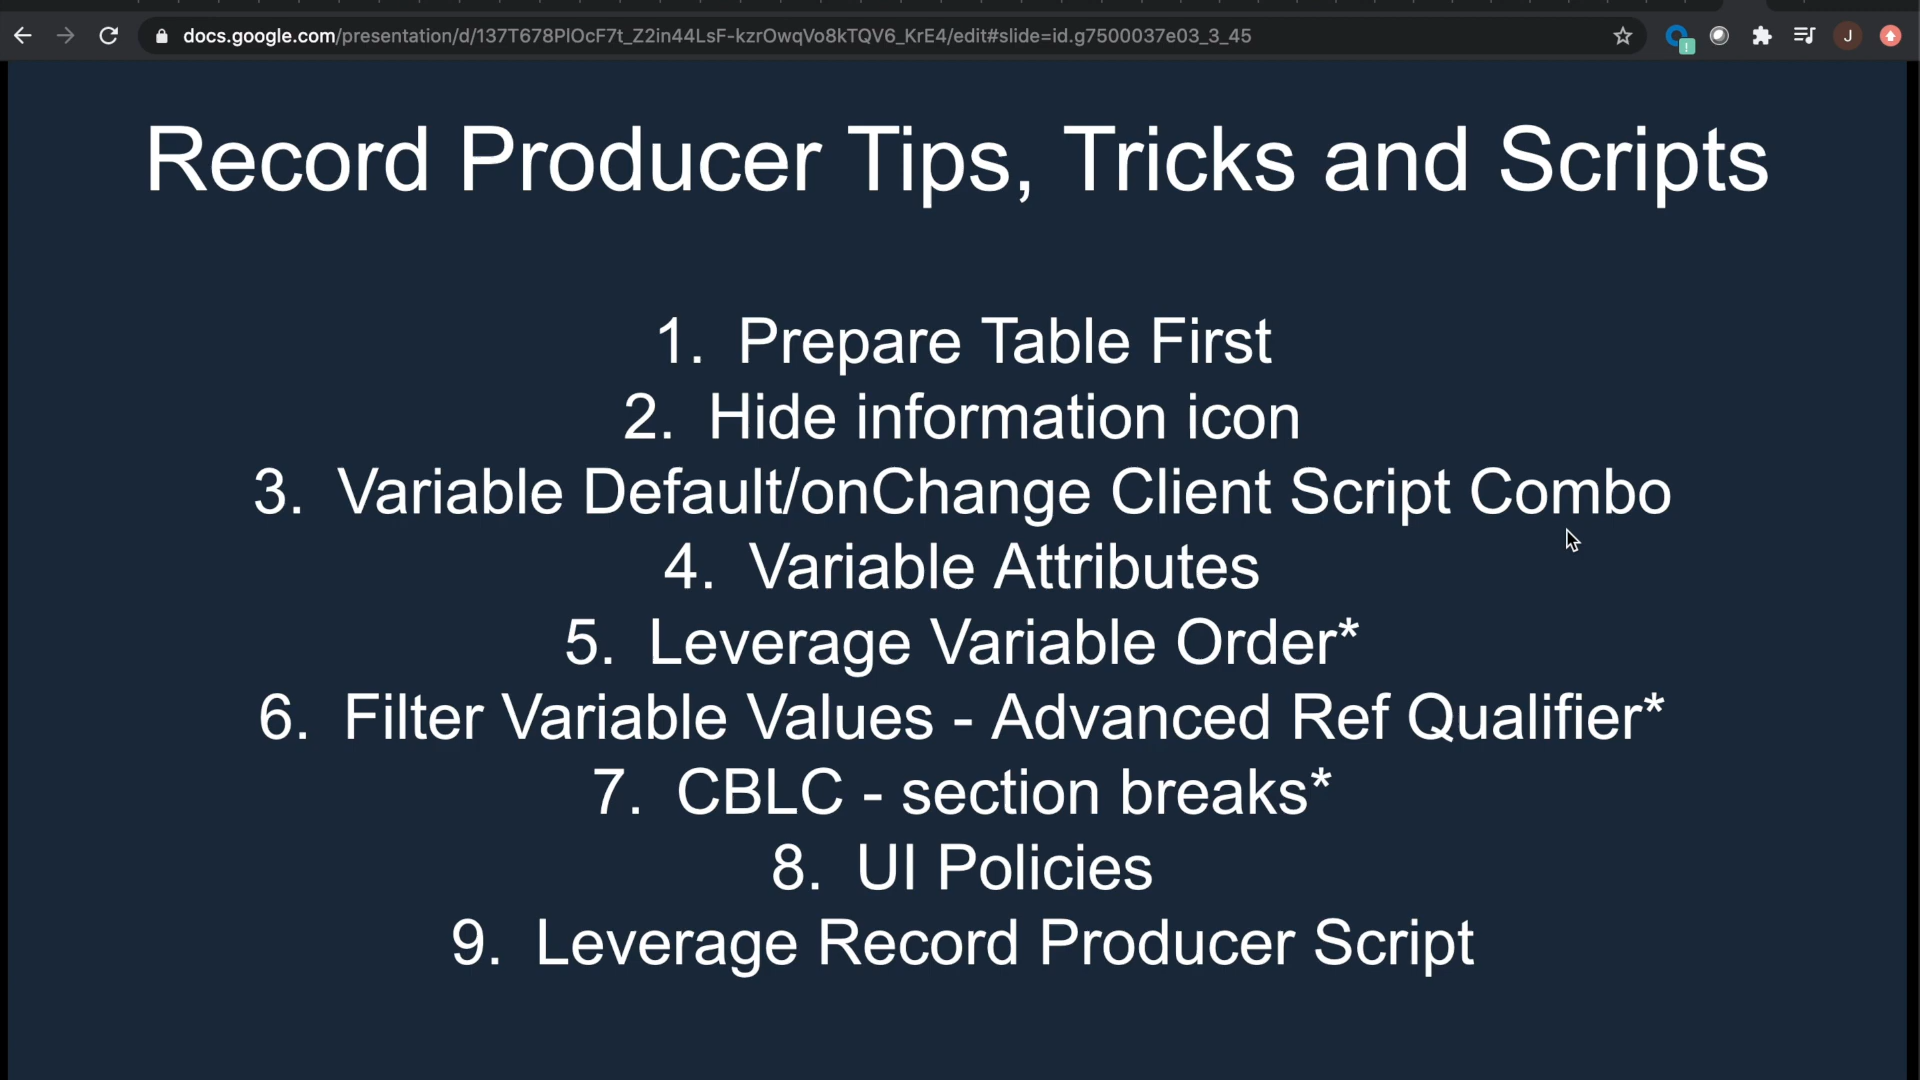 docs.google.com/presentation/d/137T678PlOcF7t_Z2in44LsF-kzrOwqVo8kTQV6_KrE4/edit#slide=id.g7500037e03_3_45
J
Record Producer Tips, Tricks and Scripts
1. Prepare Table First
2. Hide information icon
3. Variable Default/onChange Client Script Combo
4. Variable Attributes
5. Leverage Variable Order*
6. Filter Variable Values - Advanced Ref Qualifier*
7. CBLC - section breaks*
8. UI Policies
9. Leverage Record Producer Script